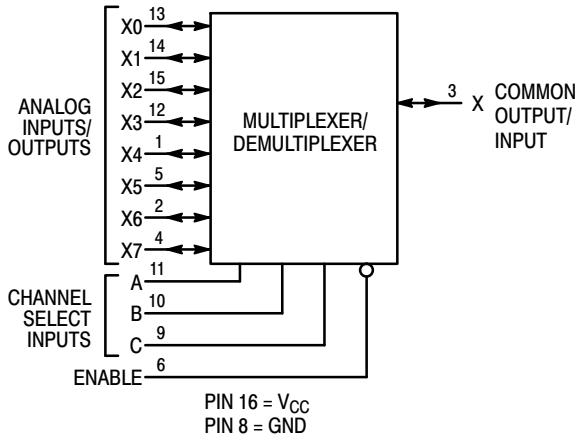 13
X0
14
X1
15
X2
12
X3
1
X4
5
X5
2
X6
4
X7
ANALOG
INPUTS/
OUTPUTS
MULTIPLEXER/
DEMULTIPLEXER
3
X
COMMON
OUTPUT/
INPUT
11
A
10
B
9
C
CHANNEL
SELECT
INPUTS
6
ENABLE
PIN 16 = VCC
PIN 8 = GND